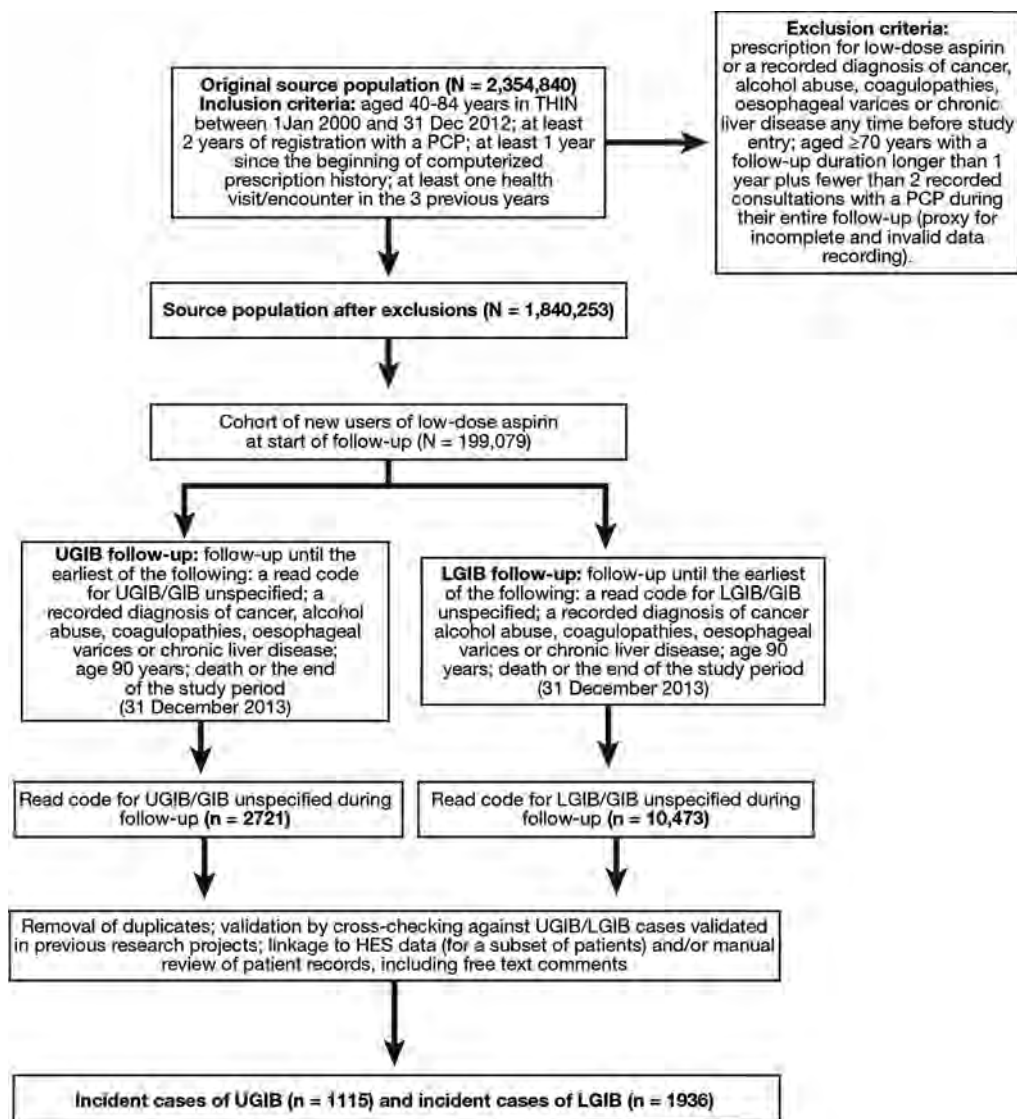 Original source population (N = 2,354,840)
Inclusion criteria: aged 40-84 years in THIN
between 1Jan 2000 and 31 Dec 2012; at least
2 years of registration with a PCP; at least 1 year
since the beginning of computerized
prescription history; at least one health
visit/encounter in the 3 previous years
Exclusion criteria:
prescription for low-dose aspirin
or a recorded diagnosis of cancer,
alcohol abuse, coagulopathies,
oesophageal varices or chronic
liver disease any time before study
entry; aged ≥70 years with a
follow-up duration longer than 1
year plus fewer than 2 recorded
consultations with a PCP during
their entire follow-up (proxy for
incomplete and invalid data
recording).
Source population after exclusions (N = 1,840,253)
Cohort of new users of low-dose aspirin
at start of follow-up (N = 199,079)
UGIB follow-up: follow-up until the
earliest of the following: a read code
for UGIB/GIB unspecified; a
recorded diagnosis of cancer, alcohol
abuse, coagulopathies, oesophageal
varices or chronic liver disease;
age 90 years; death or the end
of the study period
(31 December 2013)
LGIB follow-up: follow-up until the earliest
of the following: a read code for LGIB/GIB
unspecified; a recorded diagnosis of cancer
alcohol abuse, coagulopathies, oesophageal
varices or chronic liver disease; age 90
years; death or the end of the study period
(31 December 2013)
Read code for UGIB/GIB unspecified during
follow-up (n = 2721)
Read code for LGIB/GIB unspecified during
follow-up (n = 10,473)
Removal of duplicates; validation by cross-checking against UGIB/LGIB cases validated
in previous research projects; linkage to HES data (for a subset of patients) and/or manual
review of patient records, including free text comments
Incident cases of UGIB (n = 1115) and incident cases of LGIB (n = 1936)